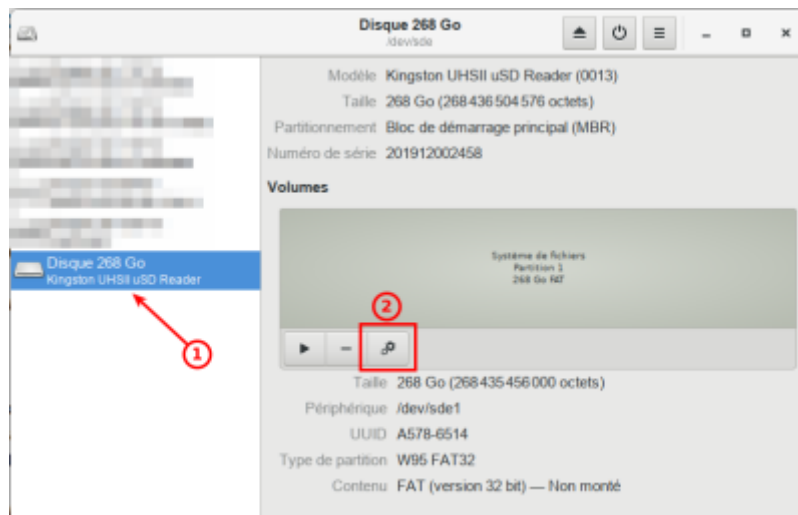 Disque 268 Go
/dev/sde
Modèle Kingston UHSII uSD Reader (0013)
Taille 268 Go (268 436 504 576 octets)
Partitionnement Bloc de démarrage principal (MBR)
Numéro de série 201912002458
Volumes
Système de fichiers
Partition 1
268 Go FAT
Disque 268 Go
Kingston UHSII uSD Reader
1
2
Taille 268 Go (268 435 456 000 octets)
Périphérique /dev/sde1
UUID A578-6514
Type de partition W95 FAT32
Contenu FAT (version 32 bit) — Non monté